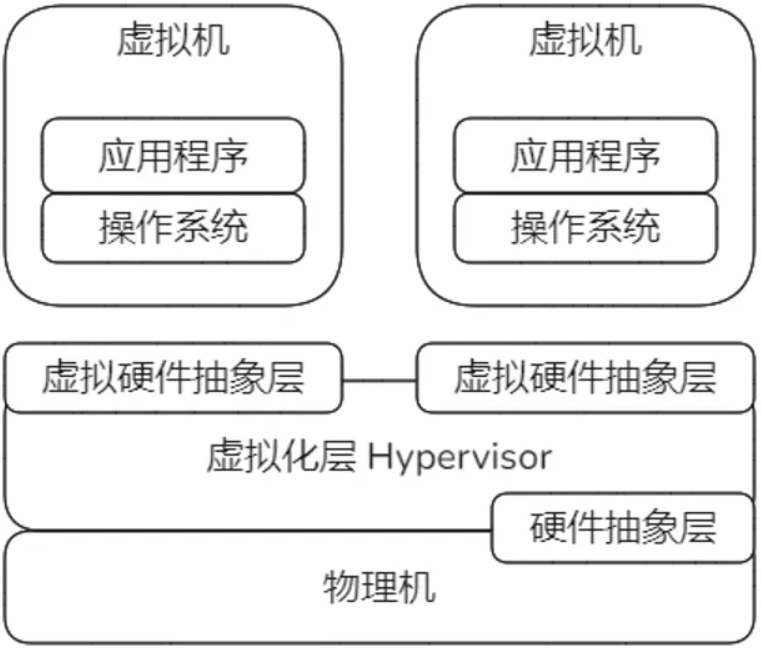 虚拟机
虚拟机
应用程序
应用程序
操作系统
操作系统
虚拟硬件抽象层
虚拟硬件抽象层
虚拟化层 Hypervisor
硬件抽象层
物理机